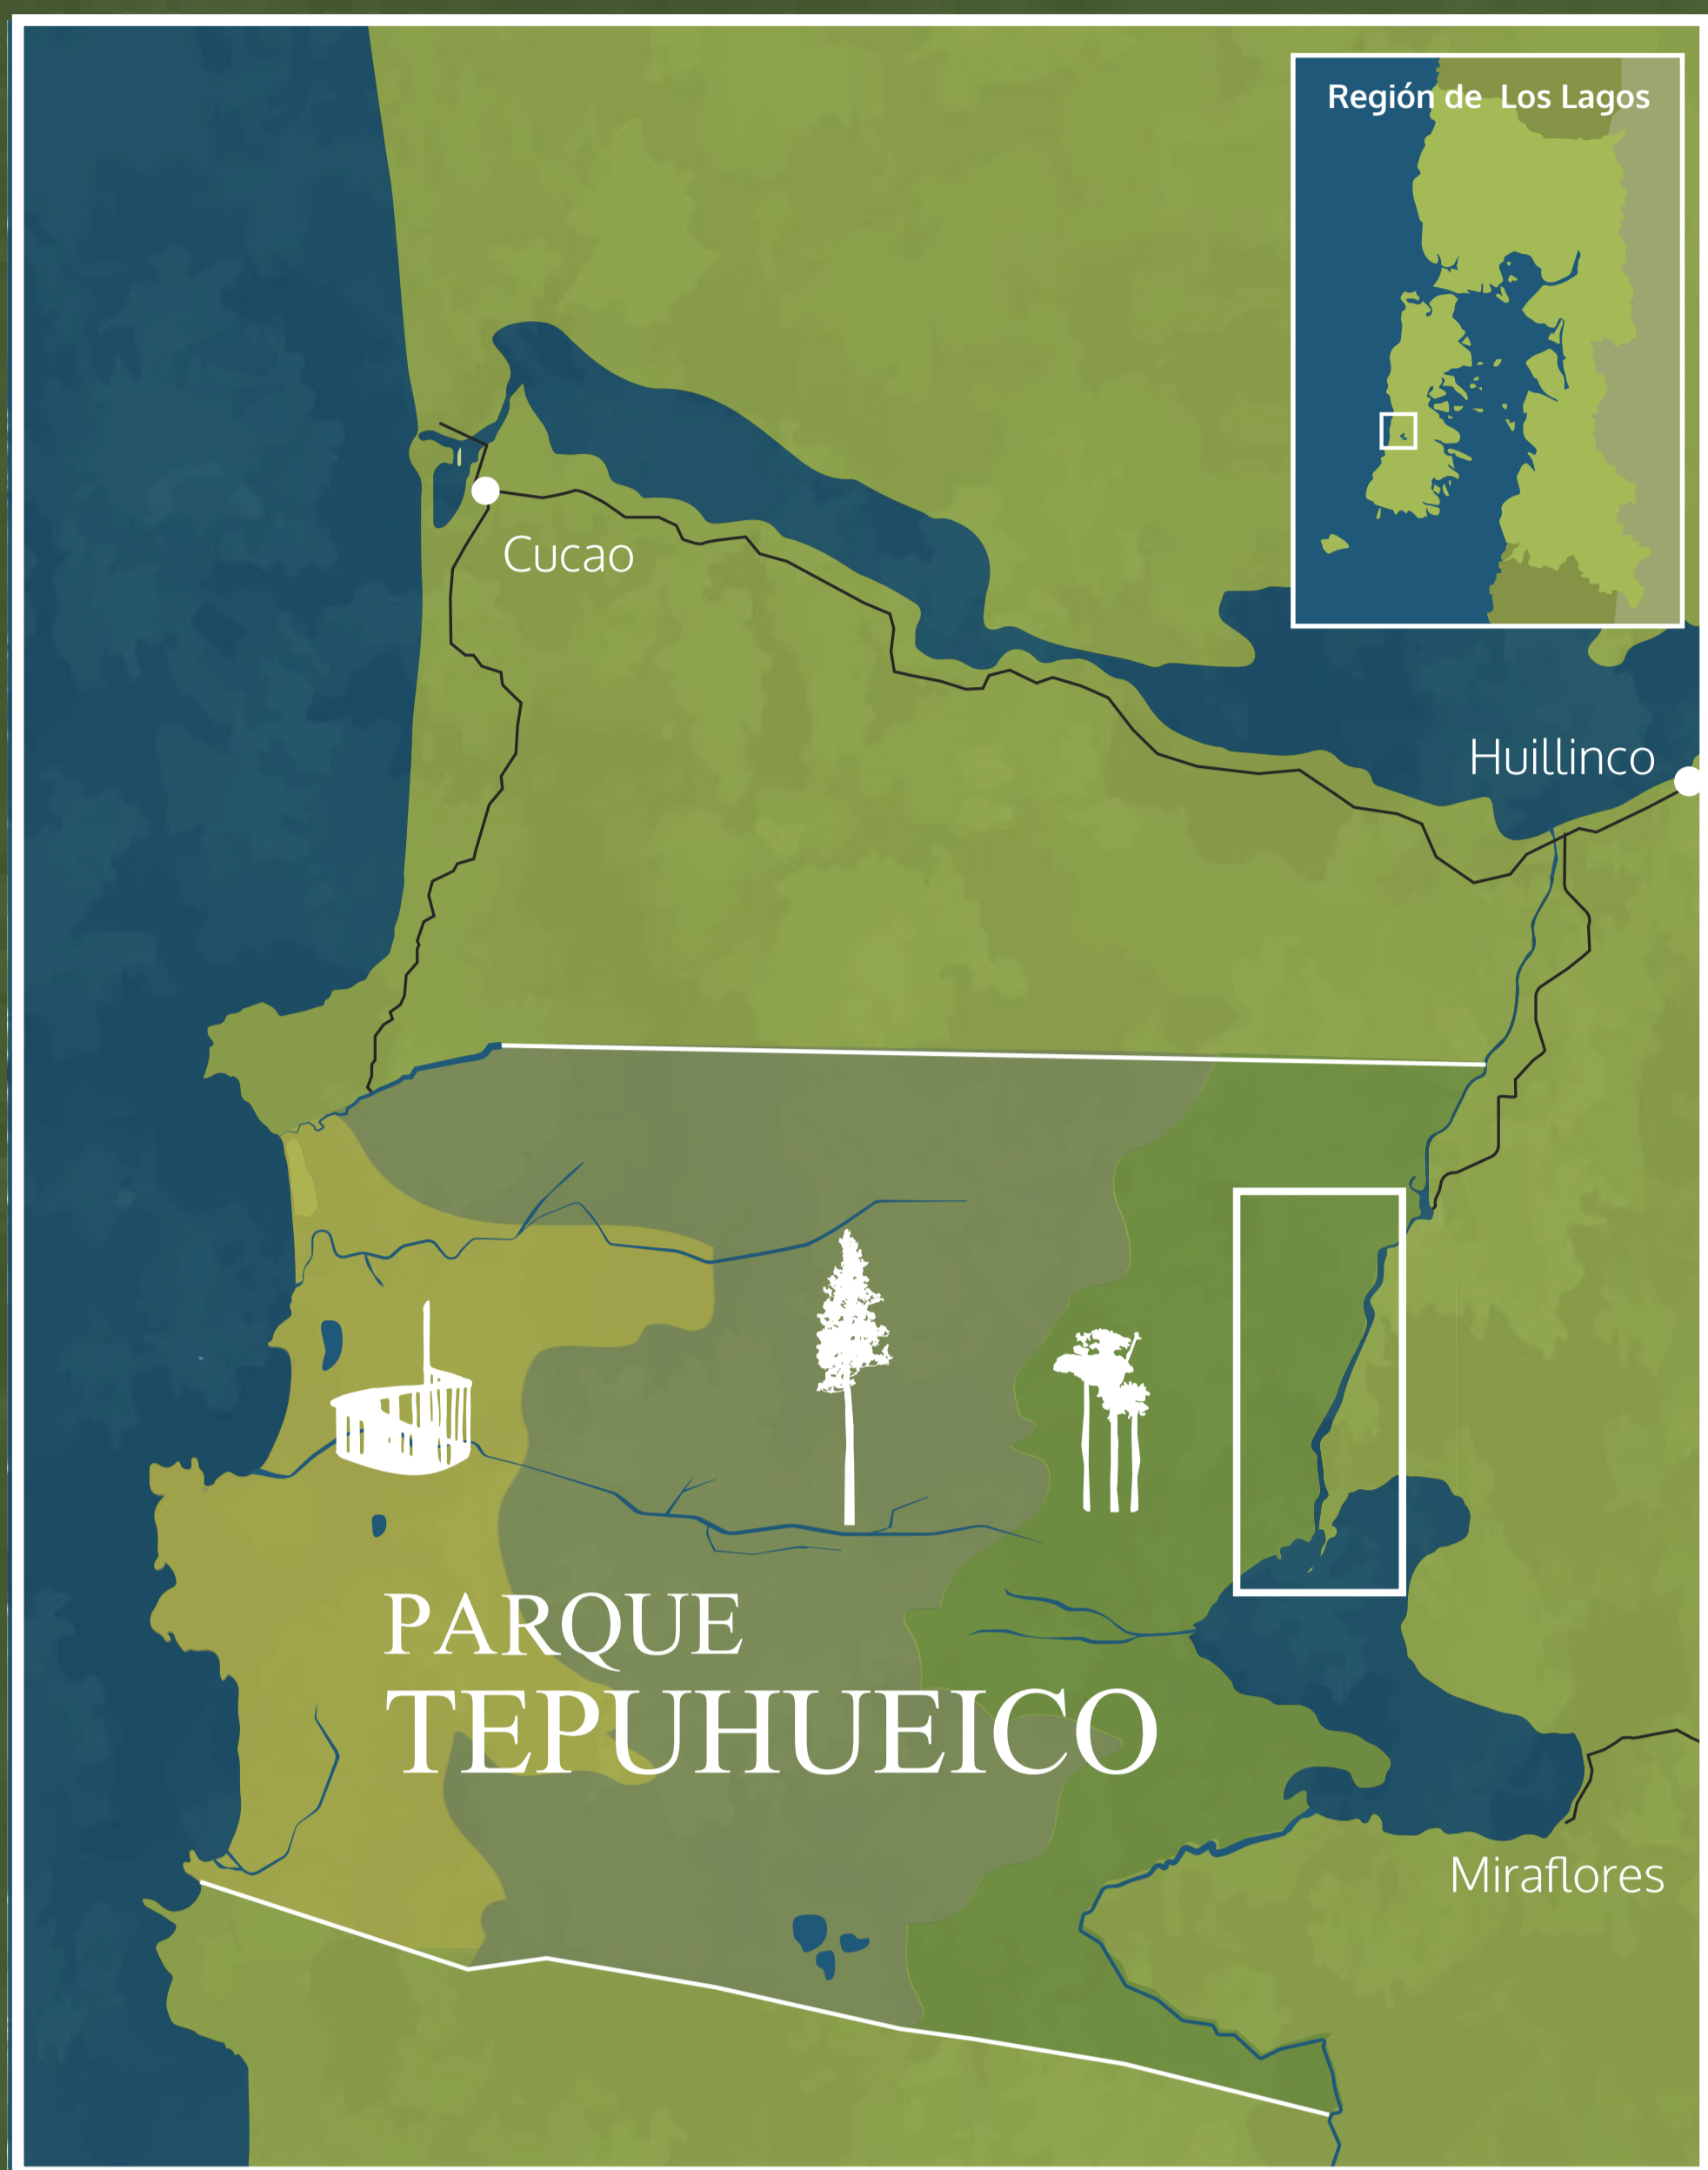 Región de Los Lagos
Cucao
Huillinco
PARQUE
TEPUHUEICO
Miraflores